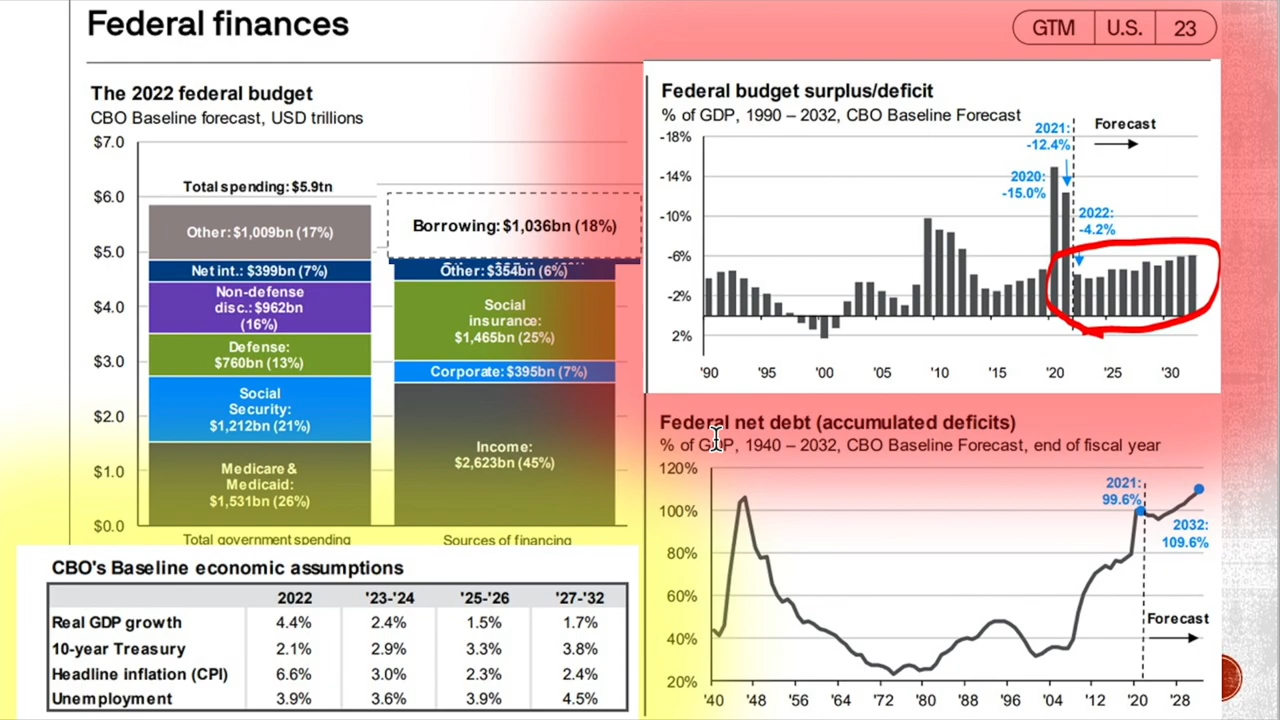 Federal finances
GTM U.S. 23
The 2022 federal budget
CBO Baseline forecast, USD trillions
$7.0
$6.0
$5.0
$4.0
$3.0
$2.0
$1.0
$0.0
Total spending: $5.9tn
Other: $1,009bn (17%)
Net int.: $399bn (7%)
Non-defense
disc.: $962bn
(16%)
Defense:
$760bn (13%)
Social
Security:
$1,212bn (21%)
Medicare &
Medicaid:
$1,531bn (26%)
Total government spending
Borrowing: $1,036bn (18%)
Other: $354bn (6%)
Social
insurance:
$1,465bn (25%)
Corporate: $395bn (7%)
Income:
$2,623bn (45%)
Sources of financing
CBO's Baseline economic assumptions
2022 '23-'24 '25-'26 '27-'32
Real GDP growth 4.4% 2.4% 1.5% 1.7%
10-year Treasury 2.1% 2.9% 3.3% 3.8%
Headline inflation (CPI) 6.6% 3.0% 2.3% 2.4%
Unemployment 3.9% 3.6% 3.9% 4.5%
Federal budget surplus/deficit
% of GDP, 1990 – 2032, CBO Baseline Forecast
-18%
-14%
-10%
-6%
-2%
2%
2021:
-12.4%
Forecast
2020:
-15.0%
2022:
-4.2%
'90 '95 '00 '05 '10 '15 '20 '25 '30
Federal net debt (accumulated deficits)
% of GDP, 1940 – 2032, CBO Baseline Forecast, end of fiscal year
120%
100%
80%
60%
40%
20%
2021:
99.6%
2032:
109.6%
Forecast
'40 '48 '56 '64 '72 '80 '88 '96 '04 '12 '20 '28